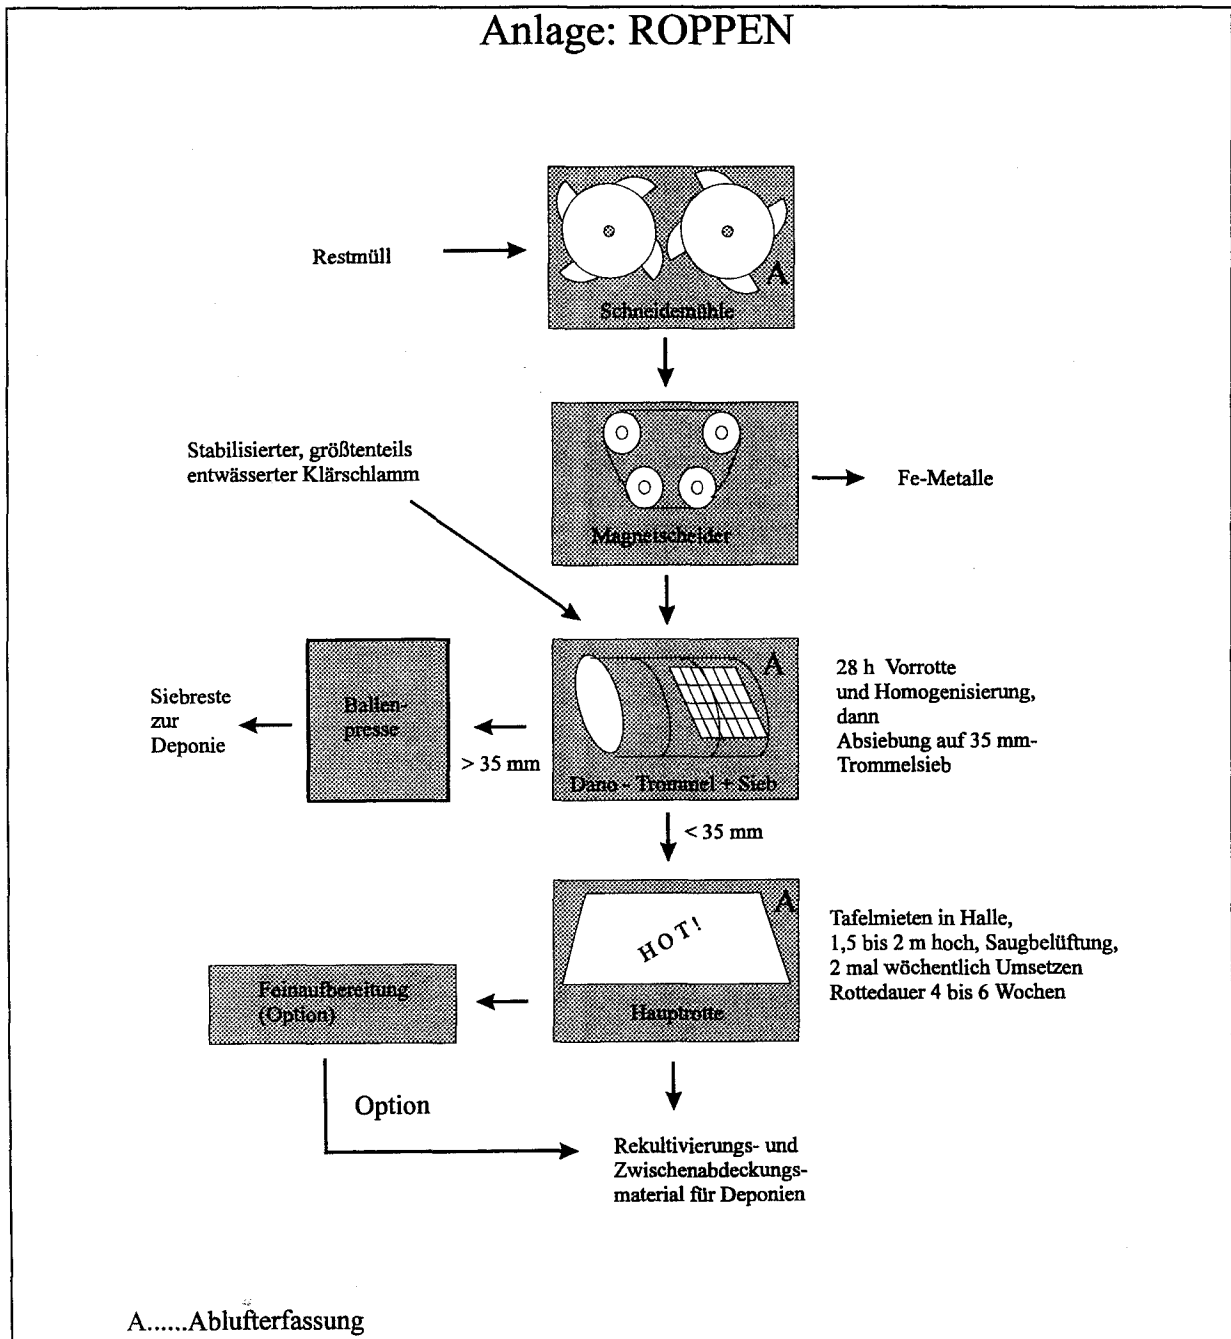 Anlage: ROPPEN
Restmüll
A
Schneidemühle
Stabilisierter, größtenteils
entwässerter Klärschlamm
Magnetscheider
Fe-Metalle
Siebreste
zur
Deponie
Ballen-
presse
> 35 mm
A
Dano - Trommel + Sieb
28 h Vorrotte
und Homogenisierung,
dann
Absiebung auf 35 mm-
Trommelsieb
< 35 mm
A
HOT!
Hauptrotte
Tafelmieten in Halle,
1,5 bis 2 m hoch, Saugbelüftung,
2 mal wöchentlich Umsetzen
Rottedauer 4 bis 6 Wochen
Feinaufbereitung
(Option)
Option
Rekultivierungs- und
Zwischenabdeckungs-
material für Deponien
A......Ablufterfassung